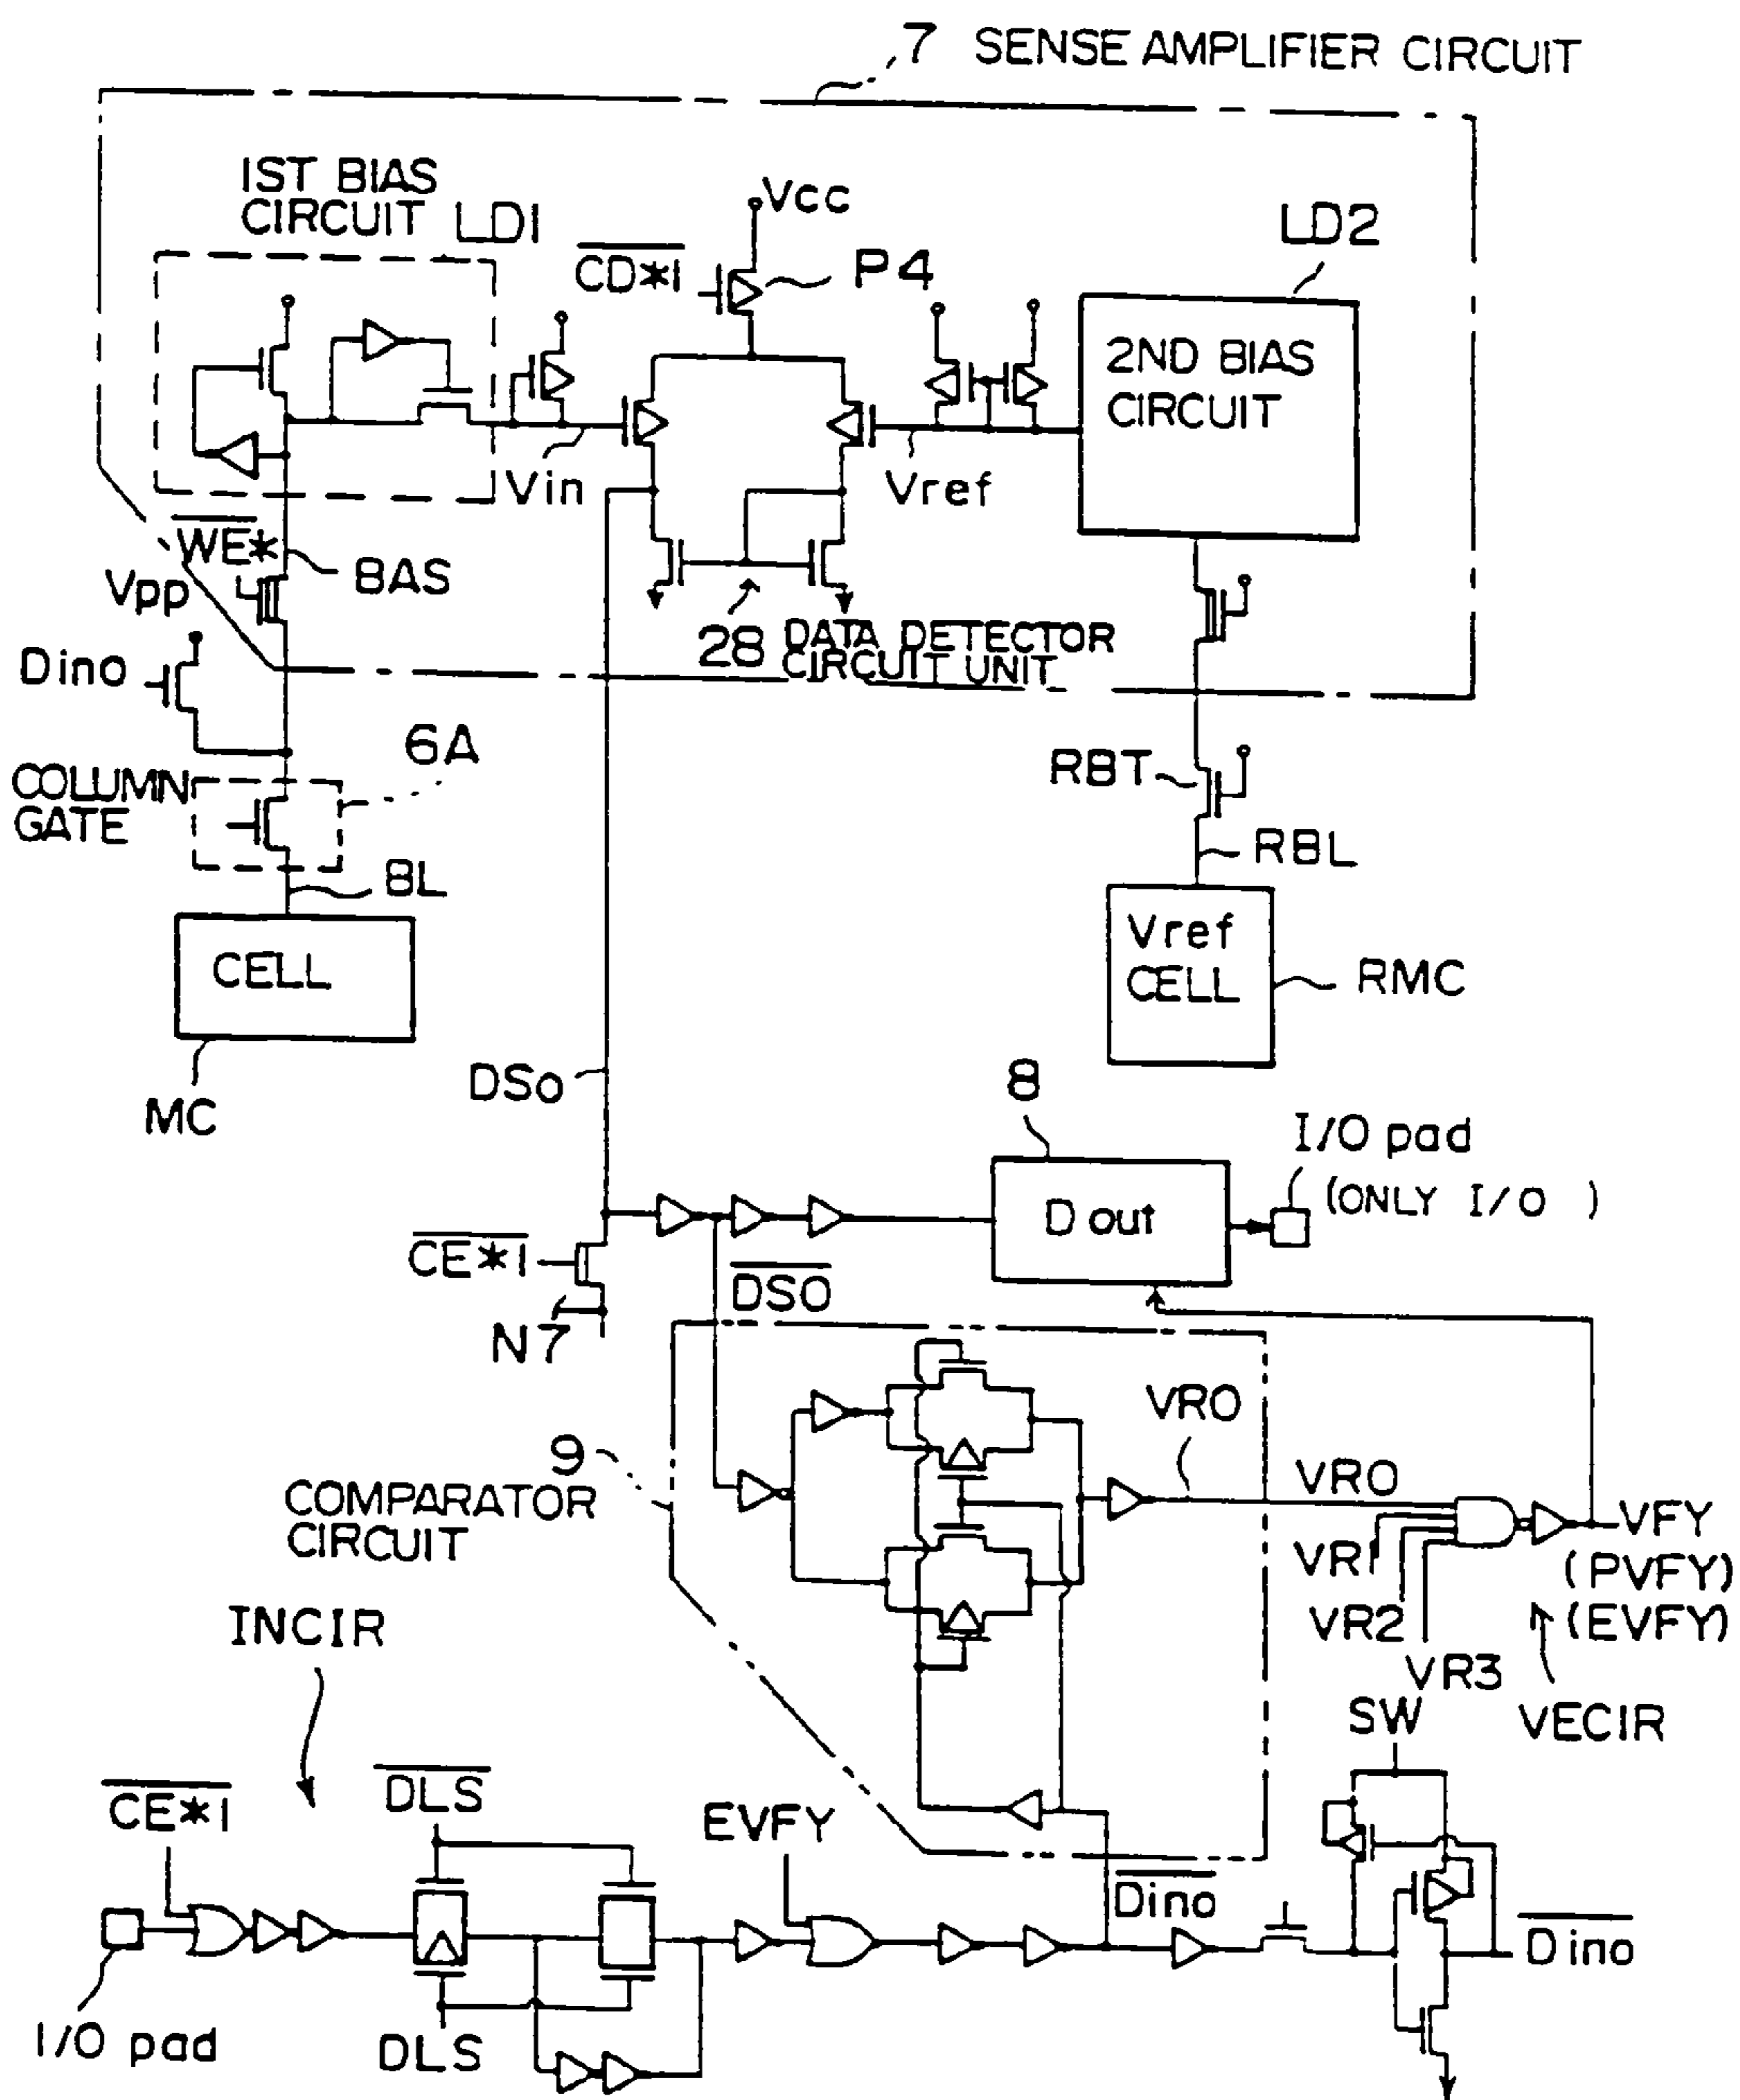 7 SENSE AMPLIFIER CIRCUIT
1ST BIAS
CIRCUIT LD1
Vcc
LD2
CD*1
P4
2ND BIAS
CIRCUIT
Vin
Vref
WE*
BAS
Vpp
28 DATA DETECTOR
CIRCUIT UNIT
Dino
6A
COLUMN
GATE
RBT
BL
RBL
CELL
Vref
CELL
RMC
MC
DSo
8
I/O pad
(ONLY I/O )
D out
CE*1
DSO
N7
VRO
9
COMPARATOR
CIRCUIT
VRO
VFY
VR1
(PVFY)
VR2
(EVFY)
VR3
INCIR
SW
VECIR
CE*1
DLS
EVFY
Dino
Dino
I/O pad
DLS